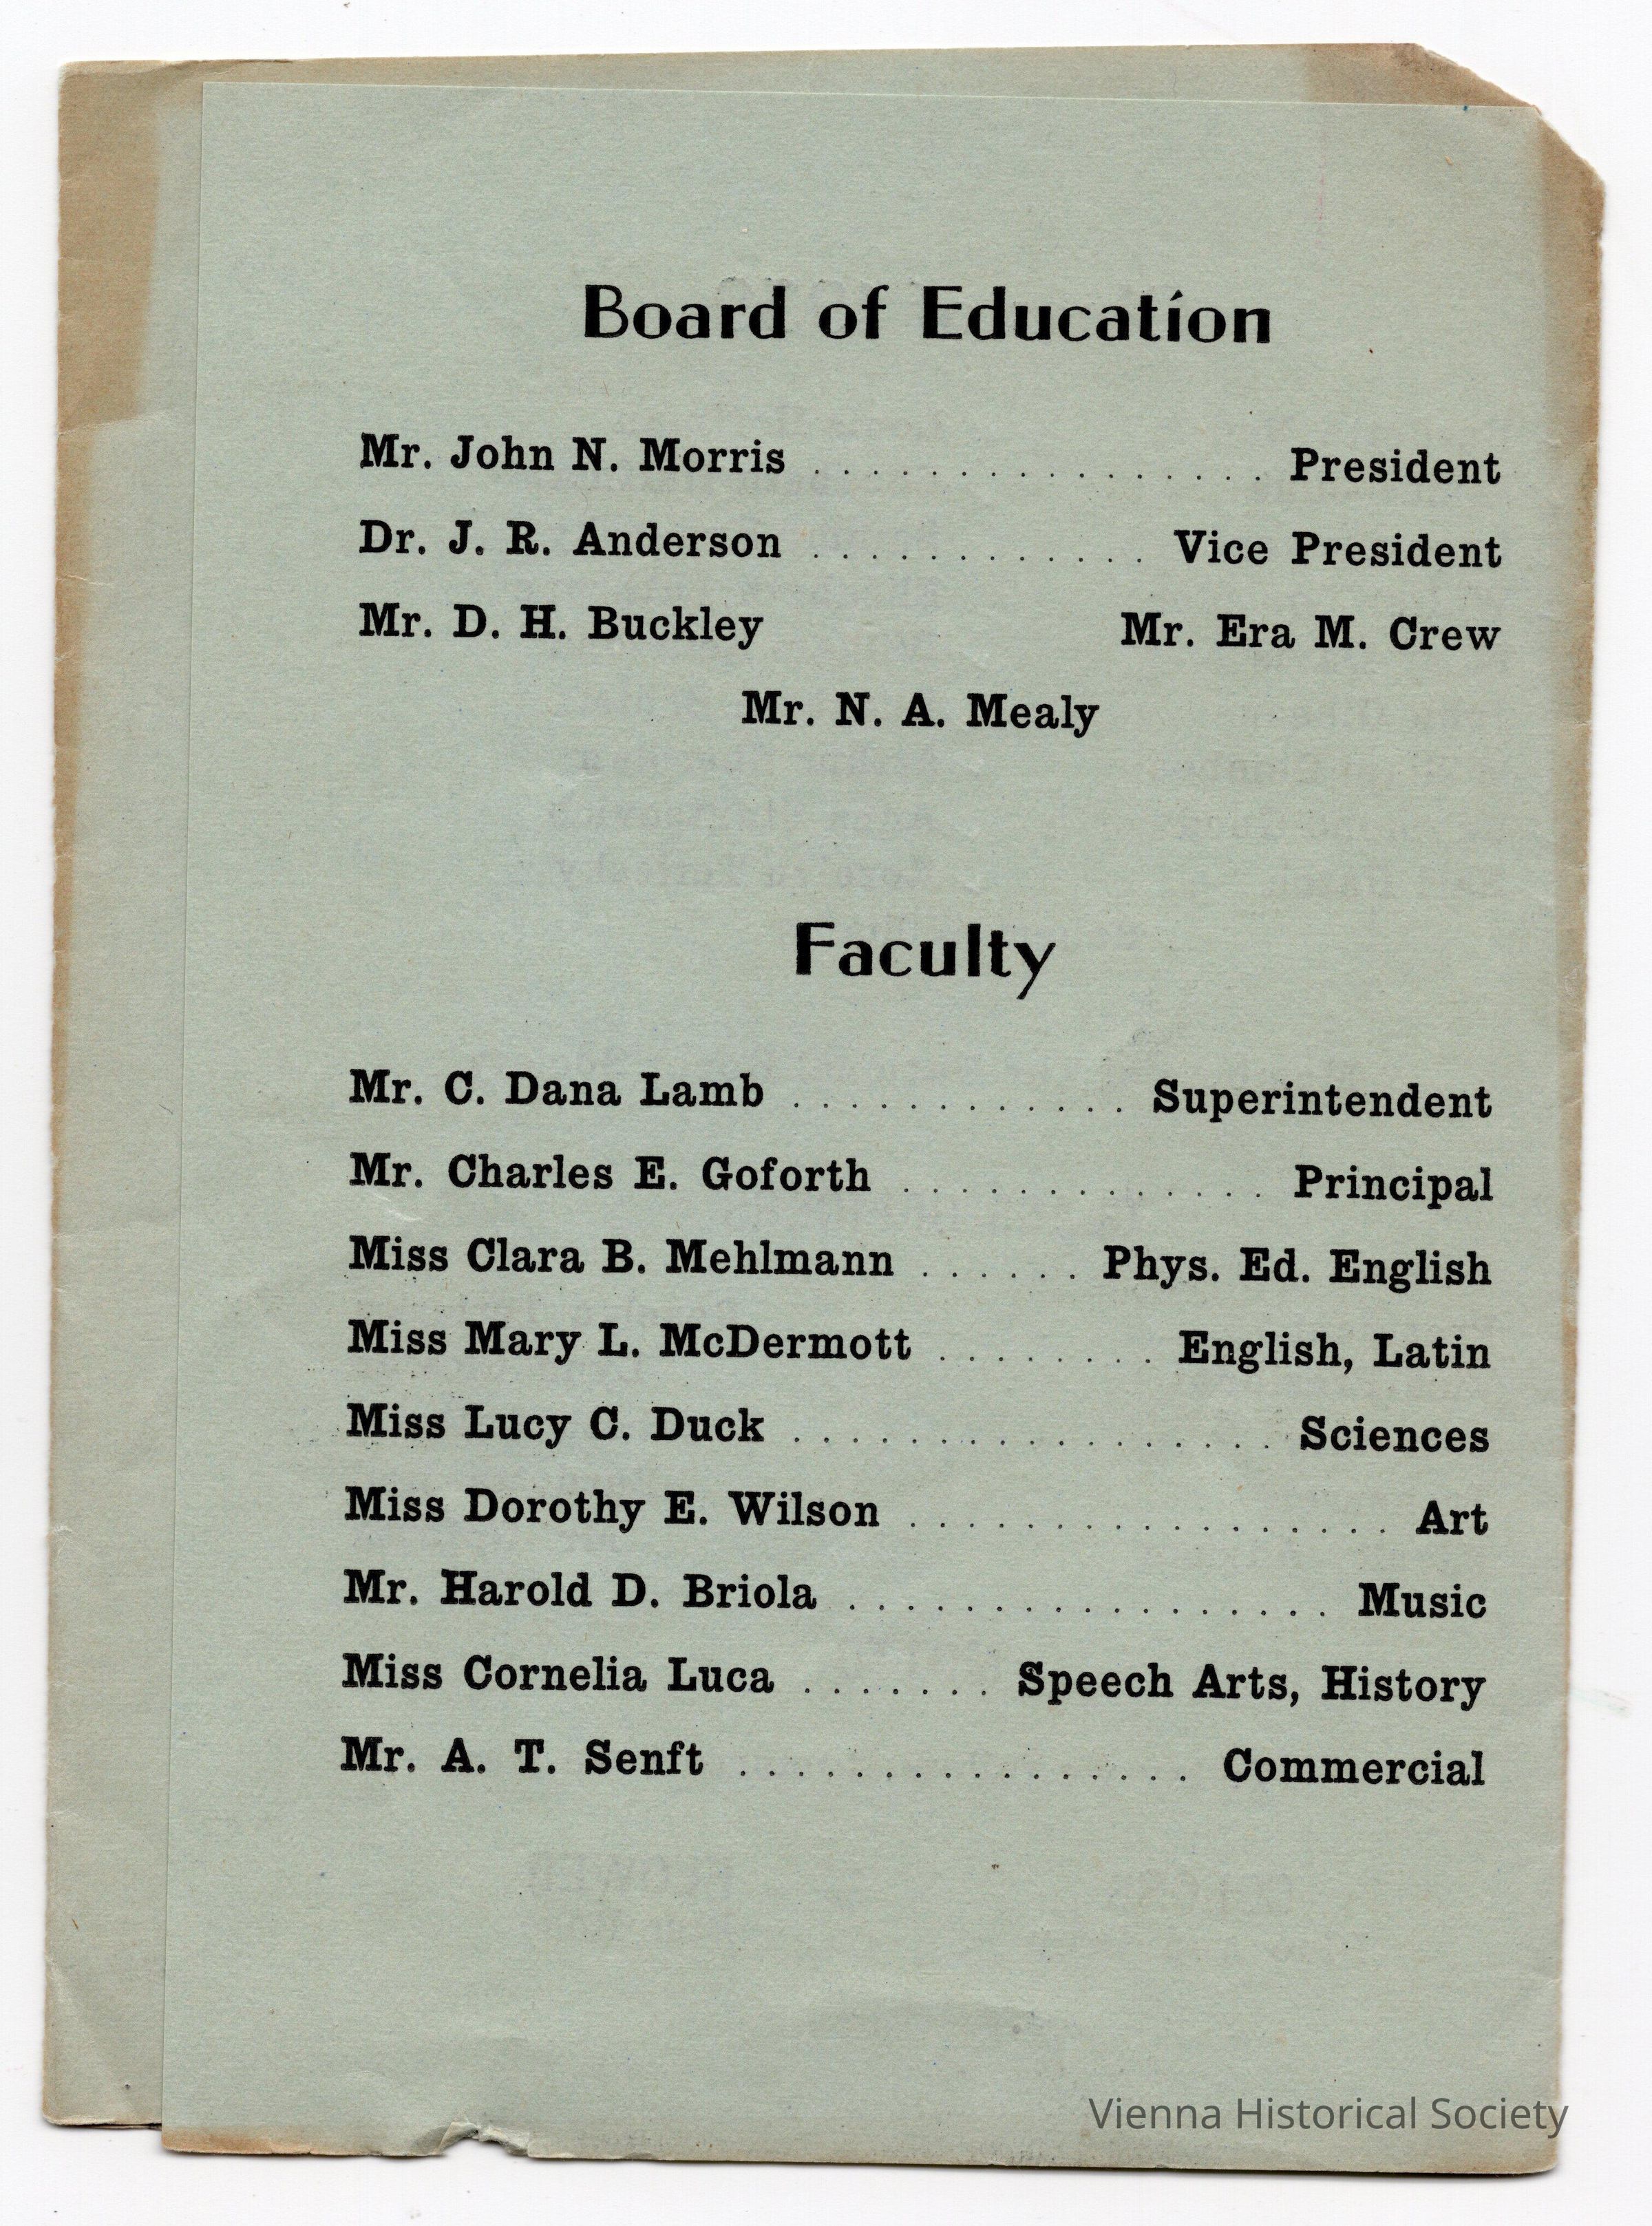 Board of Education
Mr. John N. Morris . . . . . . . . . . . . . . . . President
Dr. J. R. Anderson . . . . . . . . . . . . Vice President
Mr. D. H. Buckley Mr. Era M. Crew
Mr. N. A. Mealy
Faculty
Mr. C. Dana Lamb . . . . . . . . . . . . Superintendent
Mr. Charles E. Goforth . . . . . . . . . . . . . Principal
Miss Clara B. Mehlmann . . . . . . Phys. Ed. English
Miss Mary L. McDermott . . . . . . . . English, Latin
Miss Lucy C. Duck . . . . . . . . . . . . . . . . . Sciences
Miss Dorothy E. Wilson . . . . . . . . . . . . . . . . . Art
Mr. Harold D. Briola . . . . . . . . . . . . . . . . . Music
Miss Cornelia Luca . . . . . . . Speech Arts, History
Mr. A. T. Senft . . . . . . . . . . . . . . . . Commercial
Vienna Historical Society